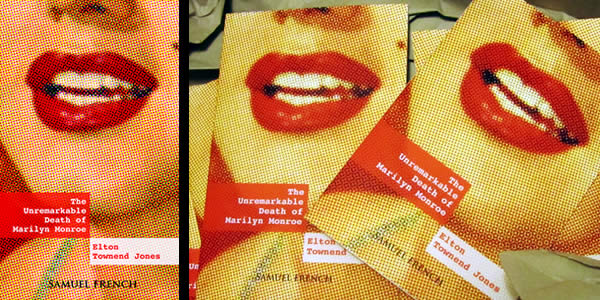 The
Unremarkable
Death of
Marilyn Monroe
Elton
Townend Jones
SAMUEL FRENCH
The
Unremarkable
Death of
Marilyn Monroe
Elton
Townend
SAMUEL FRENCH
The
Unremarkable
Death of
Marilyn Monroe
Elton
Townend Jones